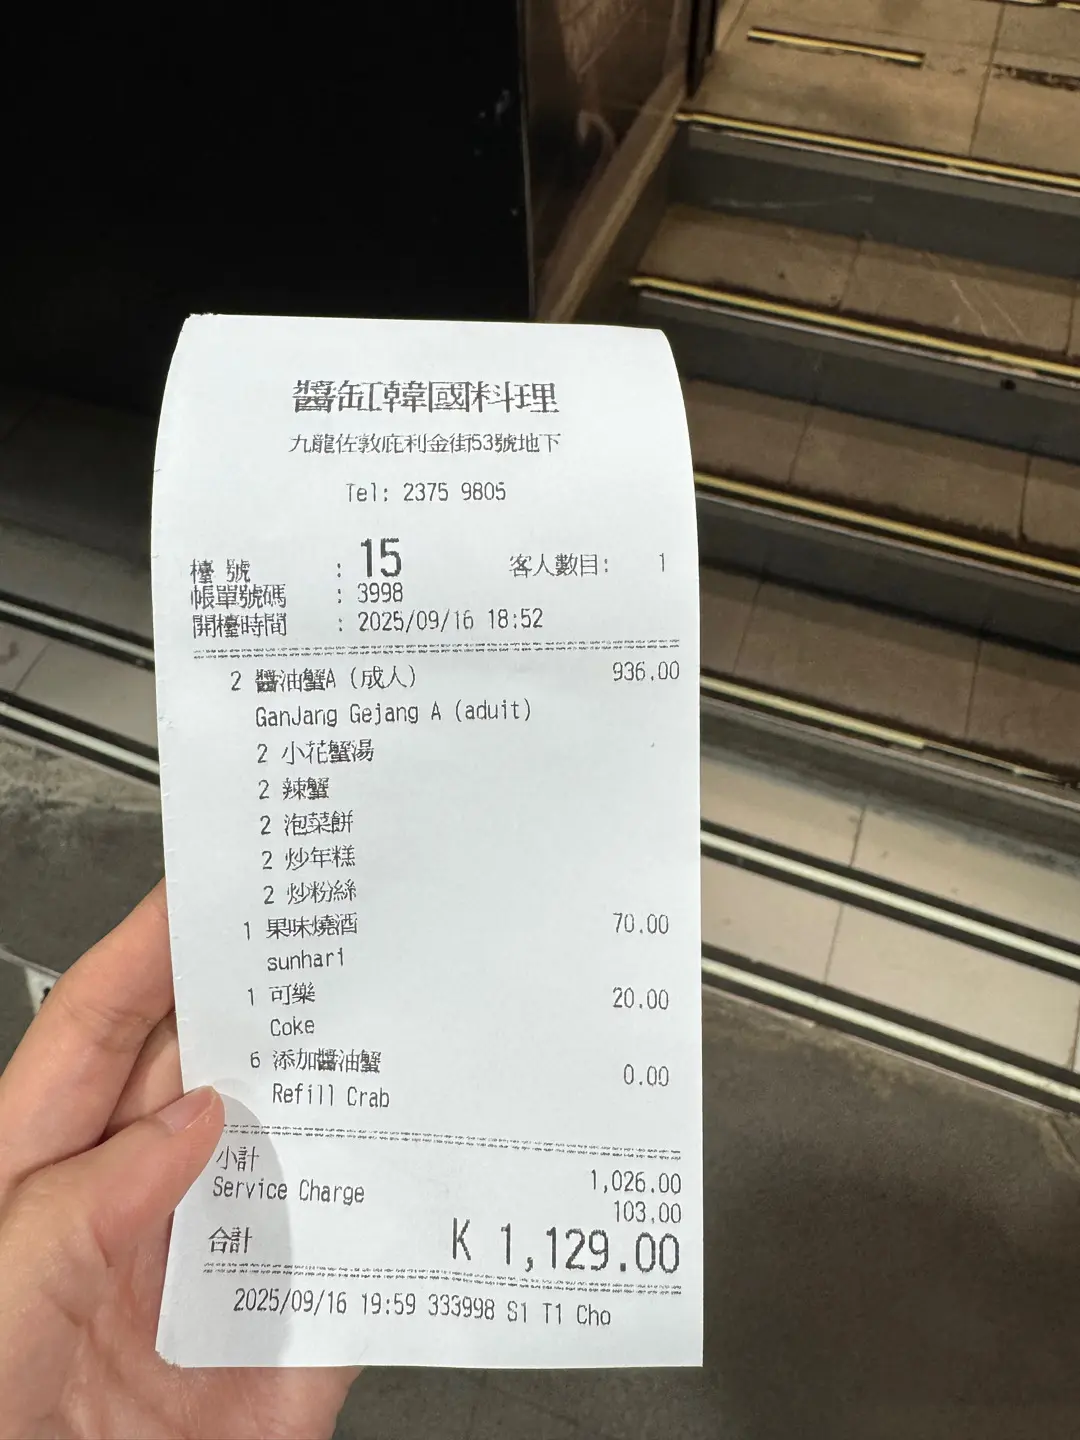 醬缸韓國料理
九龍佐敦庇利金街53號地下
Tel: 2375 9805
檯 號 : 15 客人數目: 1
帳單號碼 : 3998
開檯時間 : 2025/09/16 18:52
2 醬油蟹A (成人) 936.00
GanJang Gejang A (aduit)
2 小花蟹湯
2 辣蟹
2 泡菜餅
2 炒年糕
2 炒粉絲
1 果味燒酒 70.00
sunhari
1 可樂 20.00
Coke
6 添加醬油蟹 0.00
Refill Crab
小計 1,026.00
Service Charge 103.00
合計 K 1,129.00
2025/09/16 19:59 333998 S1 T1 Cho